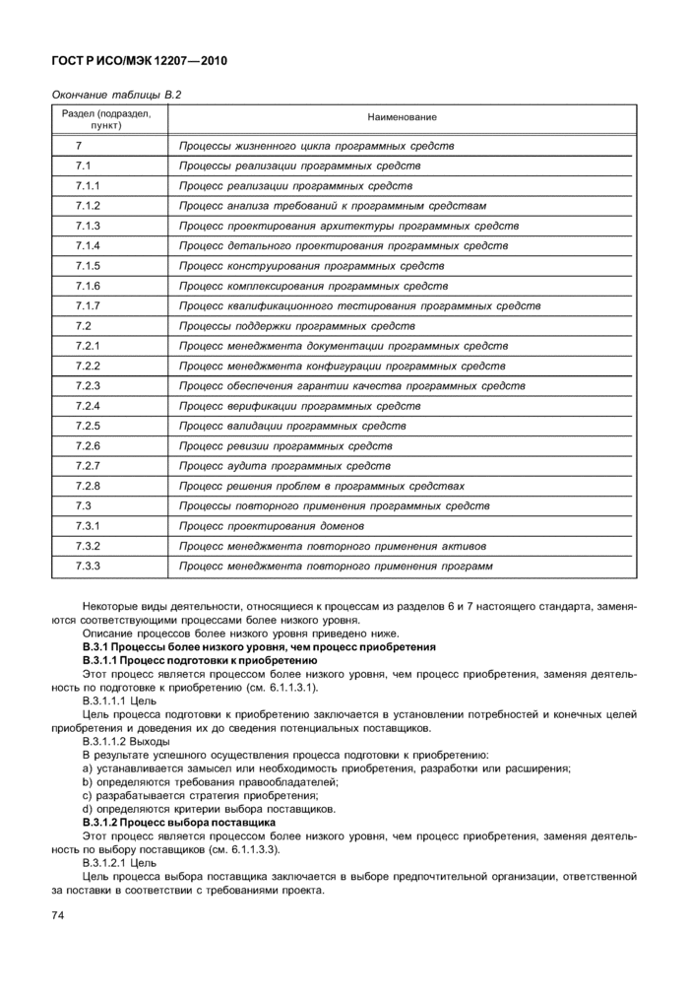 ГОСТ Р ИСО/МЭК 12207—2010
Окончание таблицы В.2
Раздел (подраздел, пункт) Наименование
7 Процессы жизненного цикла программных средств
7.1 Процессы реализации программных средств
7.1.1 Процесс реализации программных средств
7.1.2 Процесс анализа требований к программным средствам
7.1.3 Процесс проектирования архитектуры программных средств
7.1.4 Процесс детального проектирования программных средств
7.1.5 Процесс конструирования программных средств
7.1.6 Процесс комплексирования программных средств
7.1.7 Процесс квалификационного тестирования программных средств
7.2 Процессы поддержки программных средств
7.2.1 Процесс менеджмента документации программных средств
7.2.2 Процесс менеджмента конфигурации программных средств
7.2.3 Процесс обеспечения гарантии качества программных средств
7.2.4 Процесс верификации программных средств
7.2.5 Процесс валидации программных средств
7.2.6 Процесс ревизии программных средств
7.2.7 Процесс аудита программных средств
7.2.8 Процесс решения проблем в программных средствах
7.3 Процессы повторного применения программных средств
7.3.1 Процесс проектирования доменов
7.3.2 Процесс менеджмента повторного применения активов
7.3.3 Процесс менеджмента повторного применения программ
Некоторые виды деятельности, относящиеся к процессам из разделов 6 и 7 настоящего стандарта, заменя-
ются соответствующими процессами более низкого уровня.
Описание процессов более низкого уровня приведено ниже.
В.3.1 Процессы более низкого уровня, чем процесс приобретения
В.3.1.1 Процесс подготовки к приобретению
Этот процесс является процессом более низкого уровня, чем процесс приобретения, заменяя деятель-
ность по подготовке к приобретению (см. 6.1.1.3.1).
В.3.1.1.1 Цель
Цель процесса подготовки к приобретению заключается в установлении потребностей и конечных целей
приобретения и доведения их до сведения потенциальных поставщиков.
В.3.1.1.2 Выходы
В результате успешного осуществления процесса подготовки к приобретению:
a) устанавливается замысел или необходимость приобретения, разработки или расширения;
b) определяются требования правообладателей;
c) разрабатывается стратегия приобретения;
d) определяются критерии выбора поставщиков.
В.3.1.2 Процесс выбора поставщика
Этот процесс является процессом более низкого уровня, чем процесс приобретения, заменяя деятель-
ность по выбору поставщиков (см. 6.1.1.3.3).
В.3.1.2.1 Цель
Цель процесса выбора поставщика заключается в выборе предпочтительной организации, ответственной
за поставки в соответствии с требованиями проекта.
74